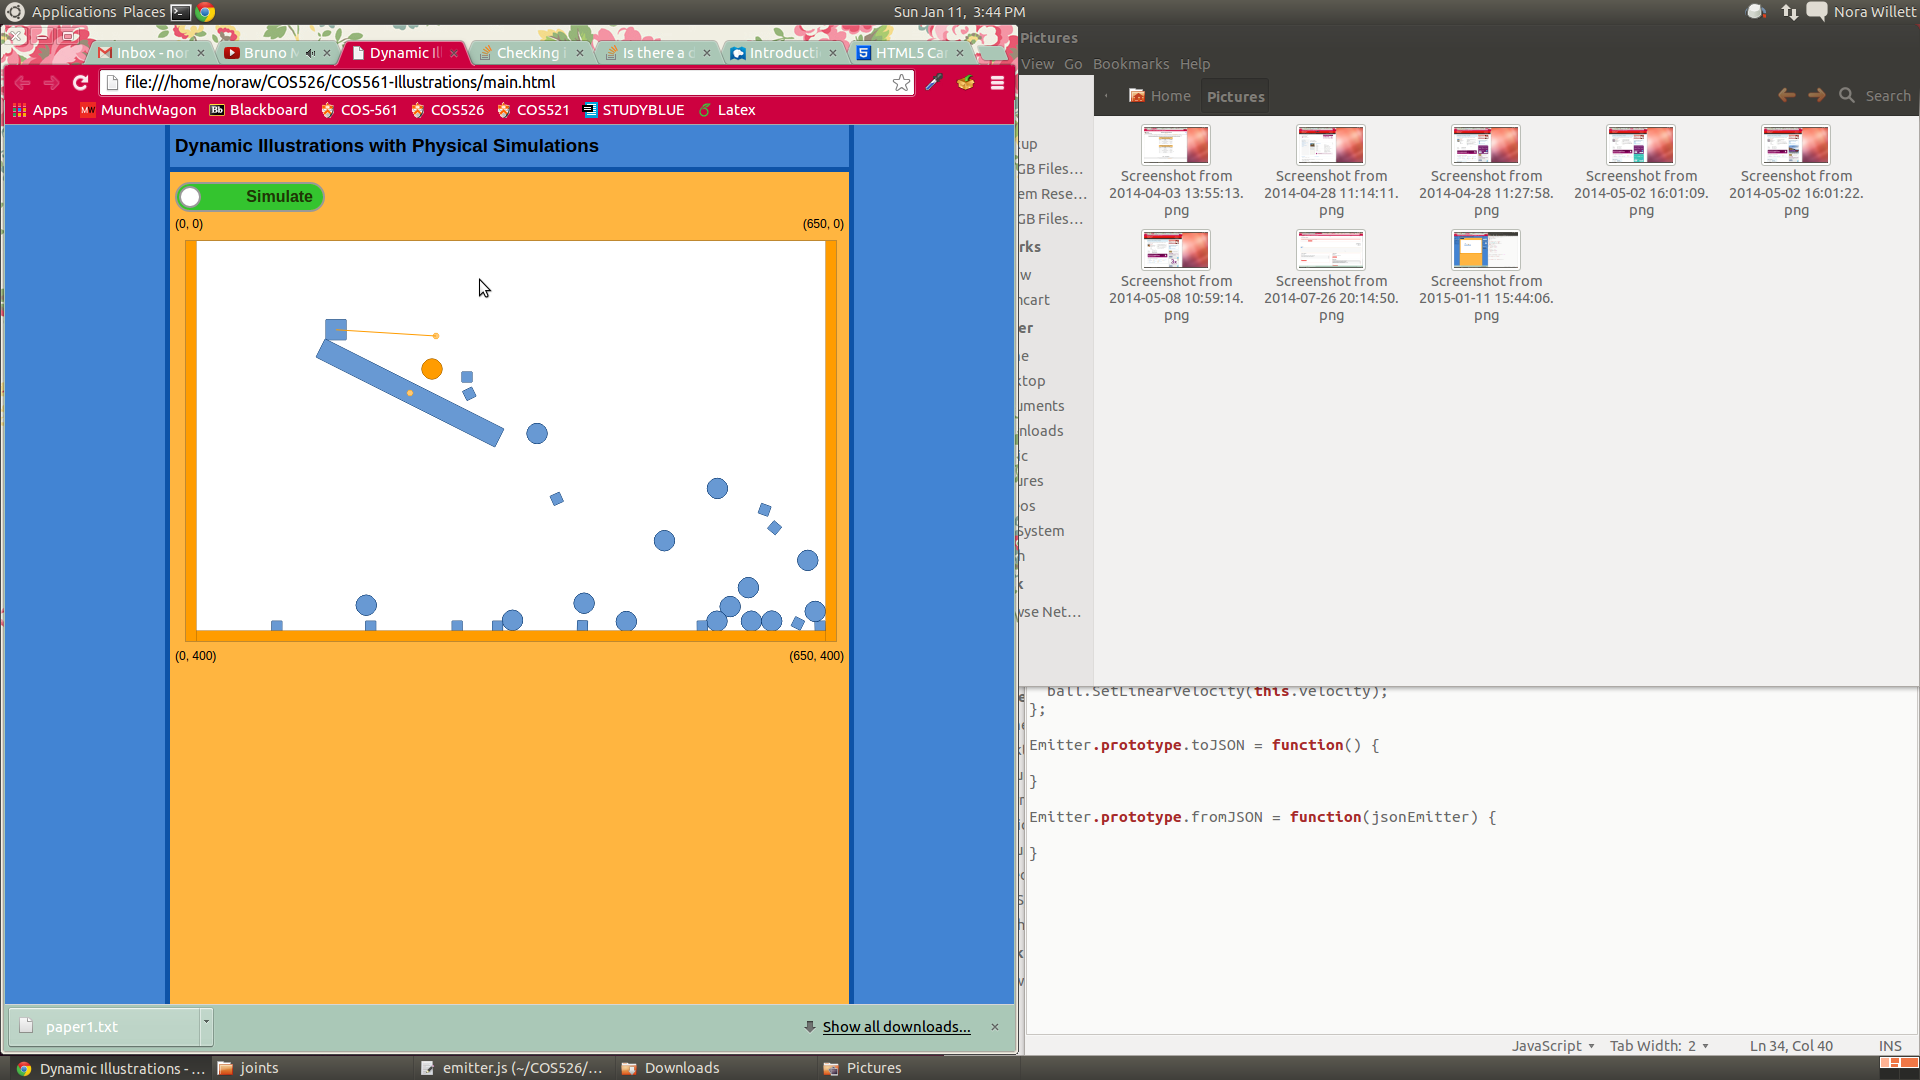 Applications Places
Sun Jan 11, 3:44 PM
Nora Willett
Inbox - nor
Bruno M
Dynamic Il
Checking i
Is there a d
Introducti
HTML5 Car
file:///home/noraw/COS526/COS561-Illustrations/main.html
Apps MunchWagon Blackboard COS-561 COS526 COS521 STUDYBLUE Latex
Dynamic Illustrations with Physical Simulations
Simulate
(0, 0)
(650, 0)
(0, 400)
(650, 400)
paper1.txt
Show all downloads...
Pictures
View Go Bookmarks Help
Home Pictures
Search
kup
GB Files...
em Rese...
GB Files...
rks
w
ncart
er
ne
ktop
uments
nloads
ic
ures
os
System
n
k
wse Net...
Screenshot from
2014-04-03 13:55:13.
png
Screenshot from
2014-04-28 11:14:11.
png
Screenshot from
2014-04-28 11:27:58.
png
Screenshot from
2014-05-02 16:01:09.
png
Screenshot from
2014-05-02 16:01:22.
png
Screenshot from
2014-05-08 10:59:14.
png
Screenshot from
2014-07-26 20:14:50.
png
Screenshot from
2015-01-11 15:44:06.
png
ball.SetLinearVelocity(this.velocity);
};
Emitter.prototype.toJSON = function() {
}
Emitter.prototype.fromJSON = function(jsonEmitter) {
}
JavaScript
Tab Width: 2
Ln 34, Col 40
INS
Dynamic Illustrations - ...
joints
emitter.js (~/COS526/...
Downloads
Pictures